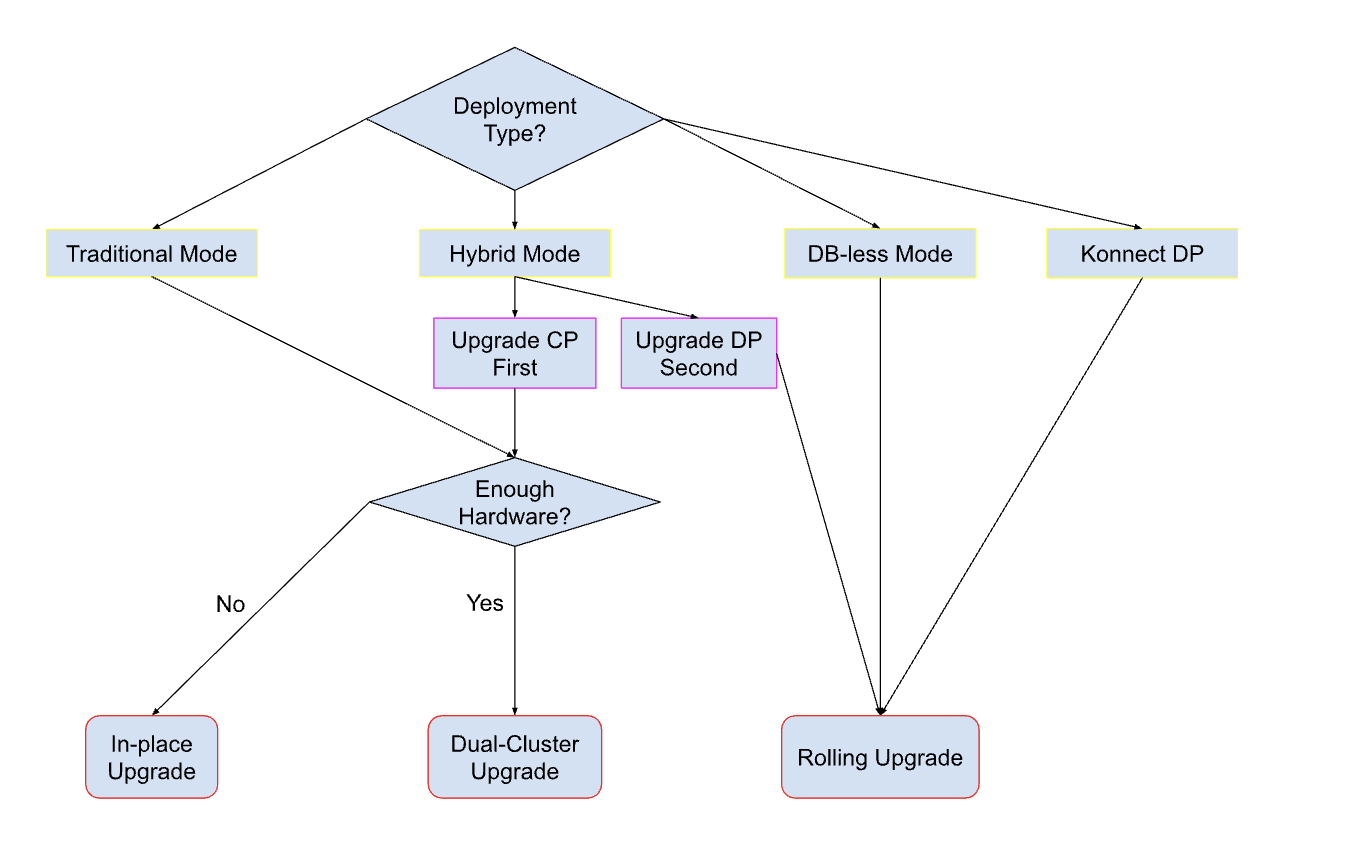 Deployment
Type?
Traditional Mode
Hybrid Mode
DB-less Mode
Konnect DP
Upgrade CP
First
Upgrade DP
Second
Enough
Hardware?
No
Yes
In-place
Upgrade
Dual-Cluster
Upgrade
Rolling Upgrade